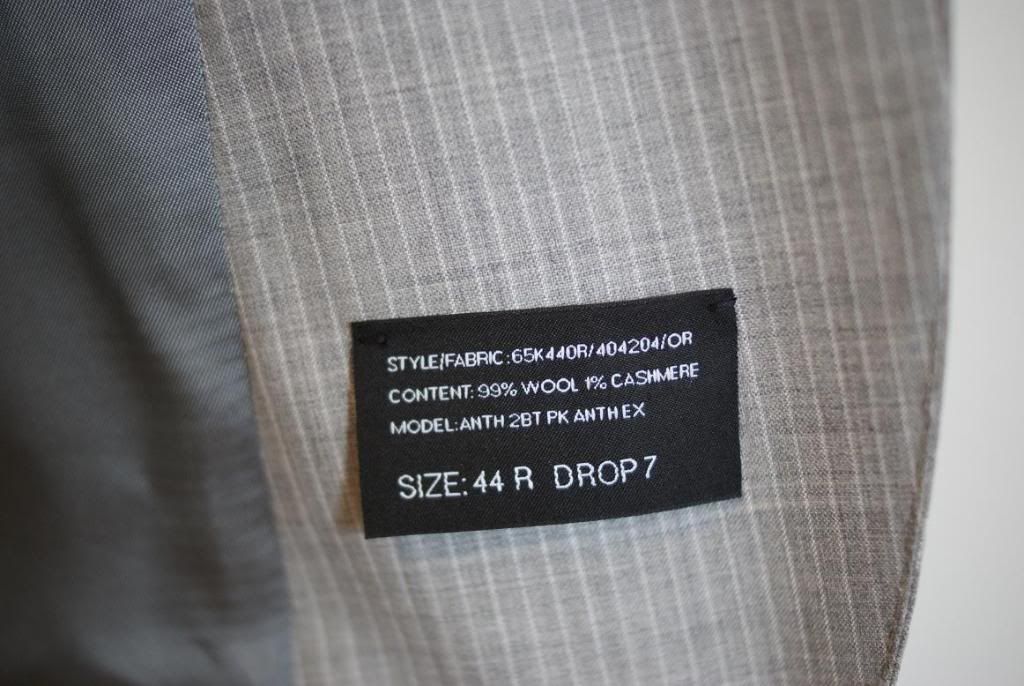 STYLE/FABRIC:65K440R/404204/OR
CONTENT: 99% WOOL 1% CASHMERE
MODEL:ANTH 2BT PK ANTH EX
SIZE: 44 R DROP 7